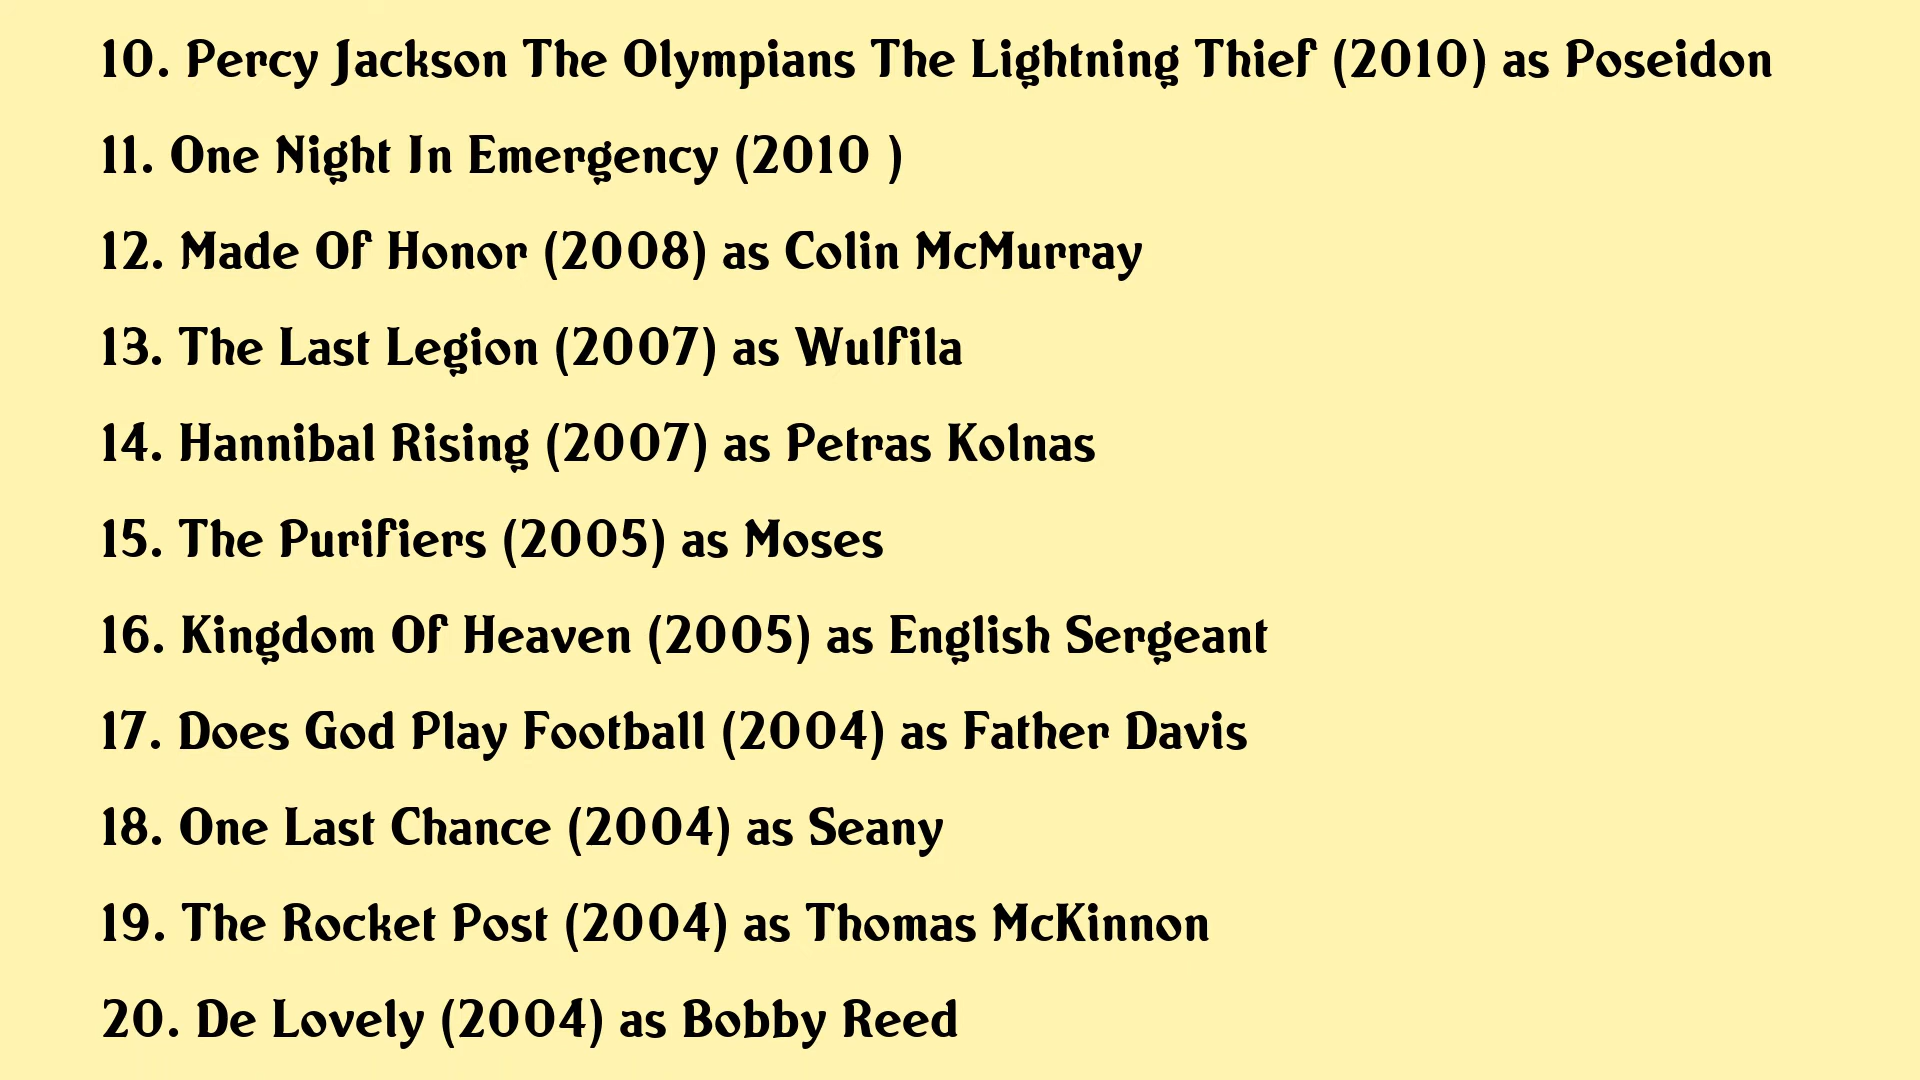 10. Percy Jackson The Olympians The Lightning Thief (2010) as Poseidon
11. One Night In Emergency (2010 )
12. Made Of Honor (2008) as Colin McMurray
13. The Last Legion (2007) as Wulfila
14. Hannibal Rising (2007) as Petras Kolnas
15. The Purifiers (2005) as Moses
16. Kingdom Of Heaven (2005) as English Sergeant
17. Does God Play Football (2004) as Father Davis
18. One Last Chance (2004) as Seany
19. The Rocket Post (2004) as Thomas McKinnon
20. De Lovely (2004) as Bobby Reed